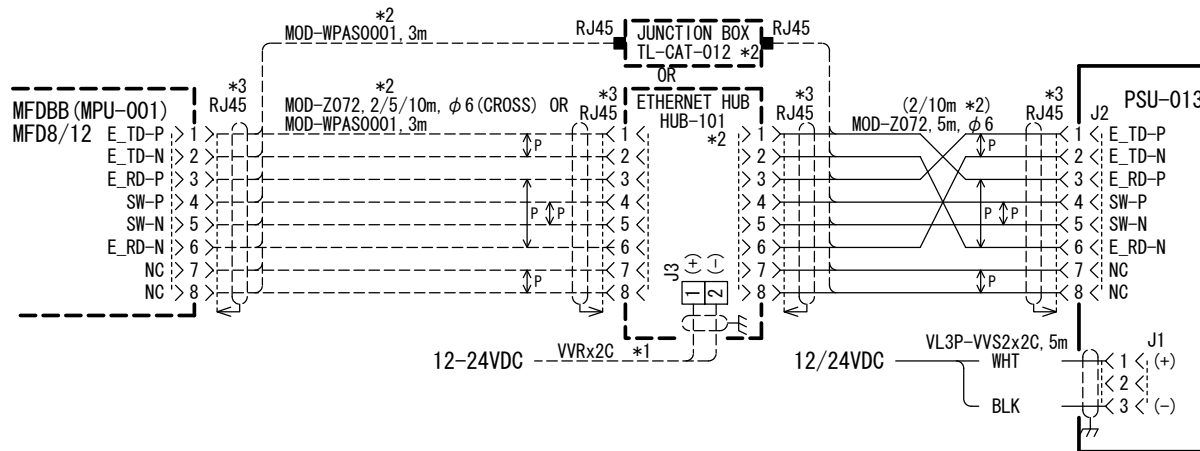 *2
MOD-WPAS0001, 3m
RJ45
JUNCTION BOX
TL-CAT-012 *2
RJ45
OR
MFDBB (MPU-001)
MFD8/12
*3
RJ45
*2
MOD-Z072, 2/5/10m, φ6(CROSS) OR
MOD-WPAS0001, 3m
*3
RJ45
ETHERNET HUB
HUB-101
*2
*3
RJ45
(2/10m *2)
MOD-Z072, 5m, φ6
*3
RJ45
J2
PSU-013
E_TD-P 1 1 1 1 E_TD-P
P P
E_TD-N 2 2 2 2 E_TD-N
E_RD-P 3 3 3 3 E_RD-P
SW-P 4 4 4 4 SW-P
P P P P
SW-N 5 5 5 5 SW-N
E_RD-N 6 6 6 6 E_RD-N
NC 7 7 7 7 NC
P P
NC 8 8 8 8 NC
J3
(+) (-)
1 2
12-24VDC
VVRx2C *1
12/24VDC
VL3P-VVS2x2C, 5m
J1
WHT
1 (+)
2
BLK
3 (-)